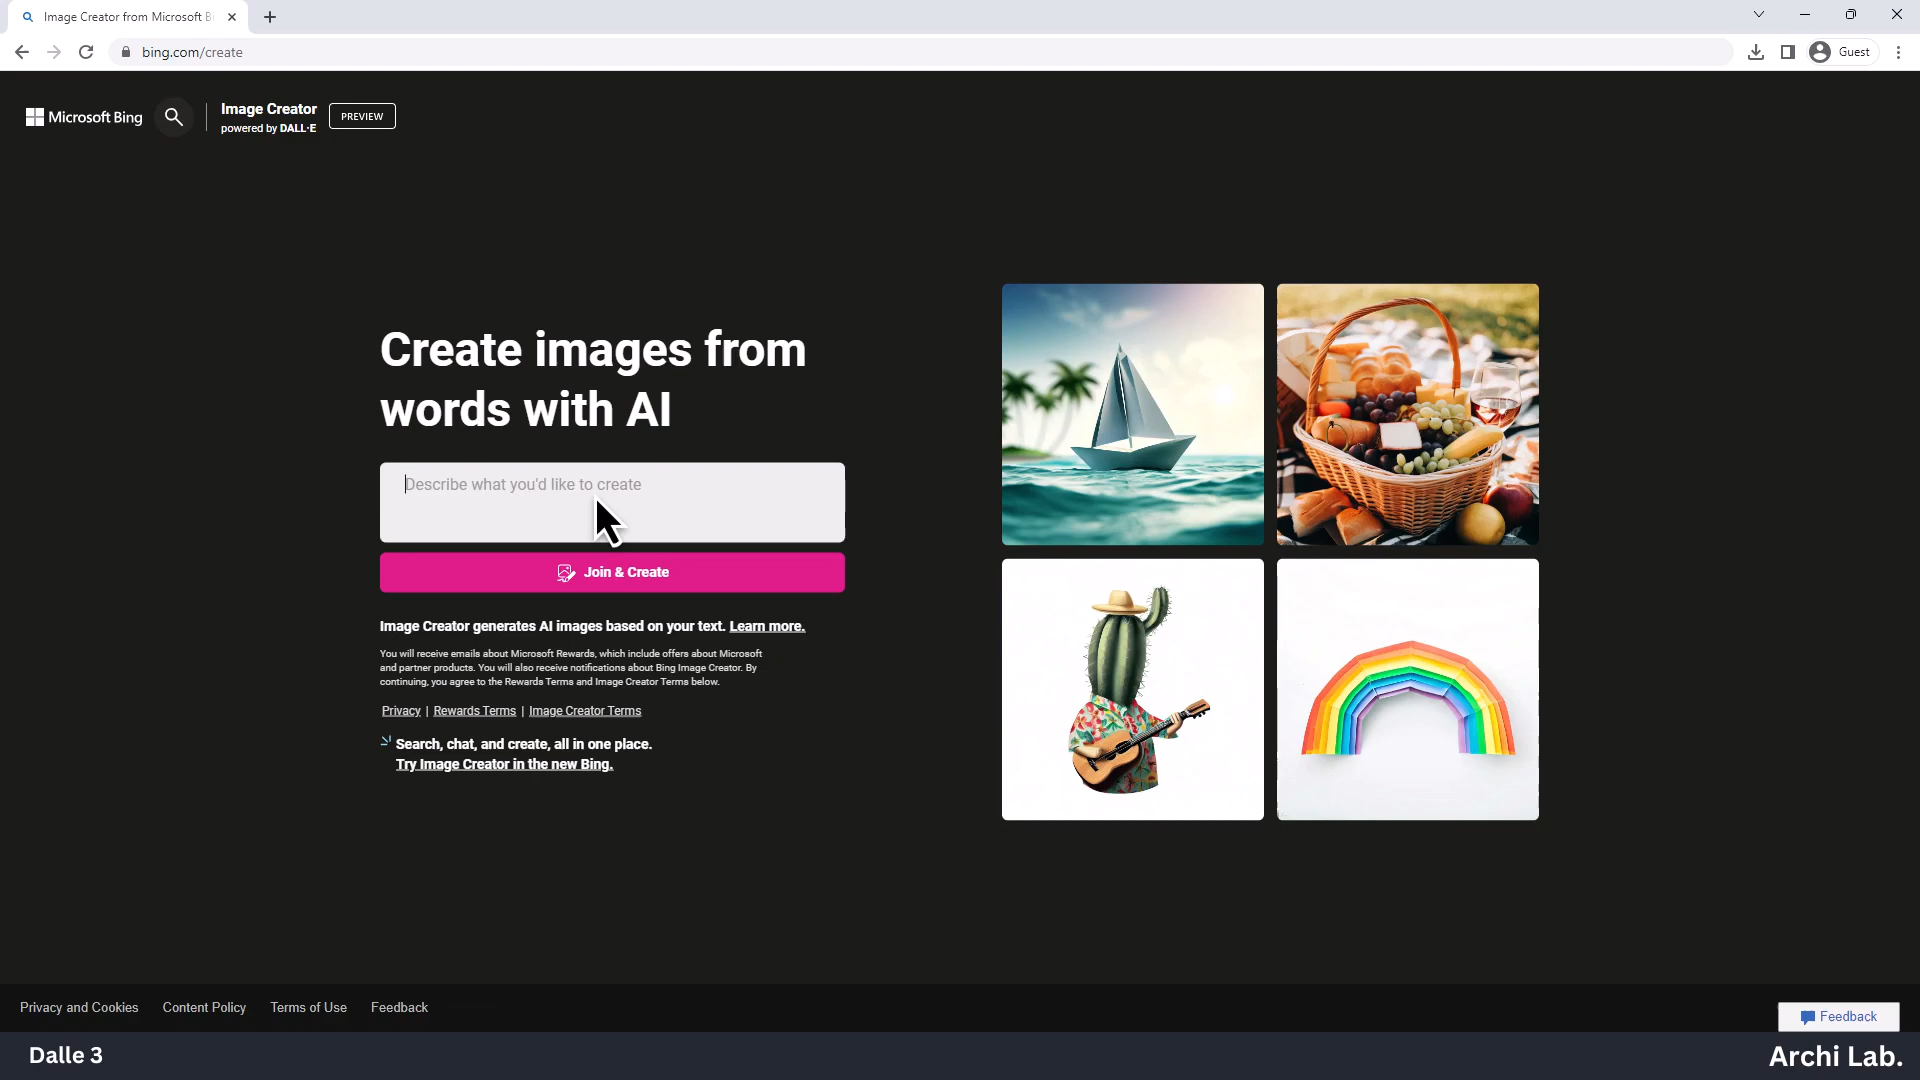 Image Creator from Microsoft B
bing.com/create
Guest
Microsoft Bing
Image Creator
powered by DALL·E
PREVIEW
Create images from
words with AI
Describe what you'd like to create
Join & Create
Image Creator generates AI images based on your text. Learn more.
You will receive emails about Microsoft Rewards, which include offers about Microsoft
and partner products. You will also receive notifications about Bing Image Creator. By
continuing, you agree to the Rewards Terms and Image Creator Terms below.
Privacy | Rewards Terms | Image Creator Terms
Search, chat, and create, all in one place.
Try Image Creator in the new Bing.
Privacy and Cookies Content Policy Terms of Use Feedback
Feedback
Dalle 3
Archi Lab.